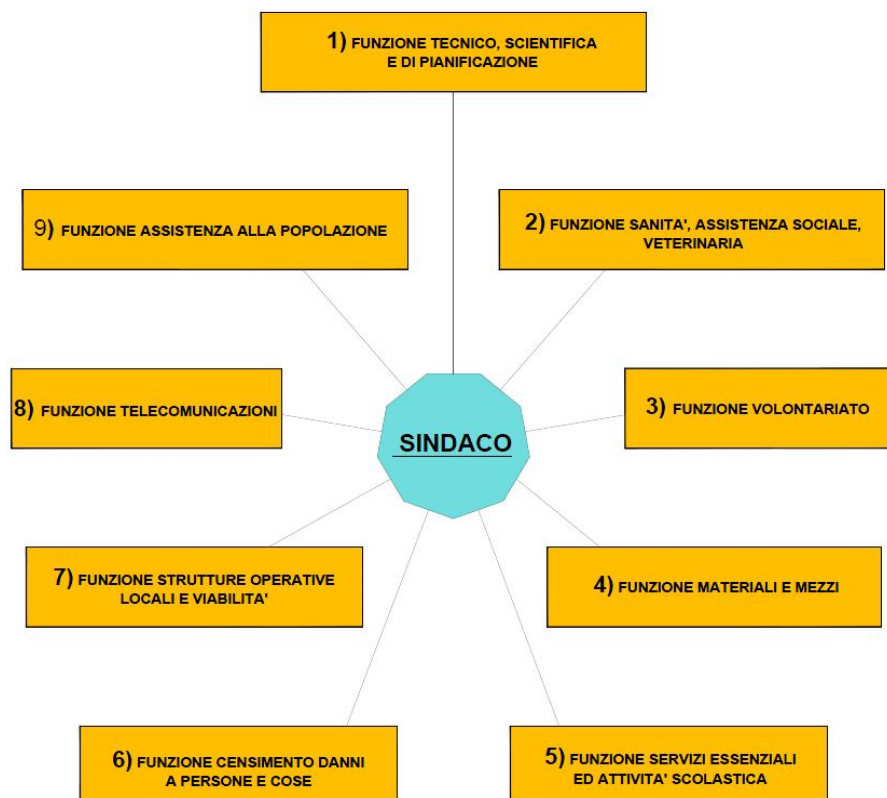 1) FUNZIONE TECNICO, SCIENTIFICA
E DI PIANIFICAZIONE
9) FUNZIONE ASSISTENZA ALLA POPOLAZIONE
2) FUNZIONE SANITA', ASSISTENZA SOCIALE,
VETERINARIA
8) FUNZIONE TELECOMUNICAZIONI
3) FUNZIONE VOLONTARIATO
SINDACO
7) FUNZIONE STRUTTURE OPERATIVE
LOCALI E VIABILITA'
4) FUNZIONE MATERIALI E MEZZI
6) FUNZIONE CENSIMENTO DANNI
A PERSONE E COSE
5) FUNZIONE SERVIZI ESSENZIALI
ED ATTIVITA' SCOLASTICA